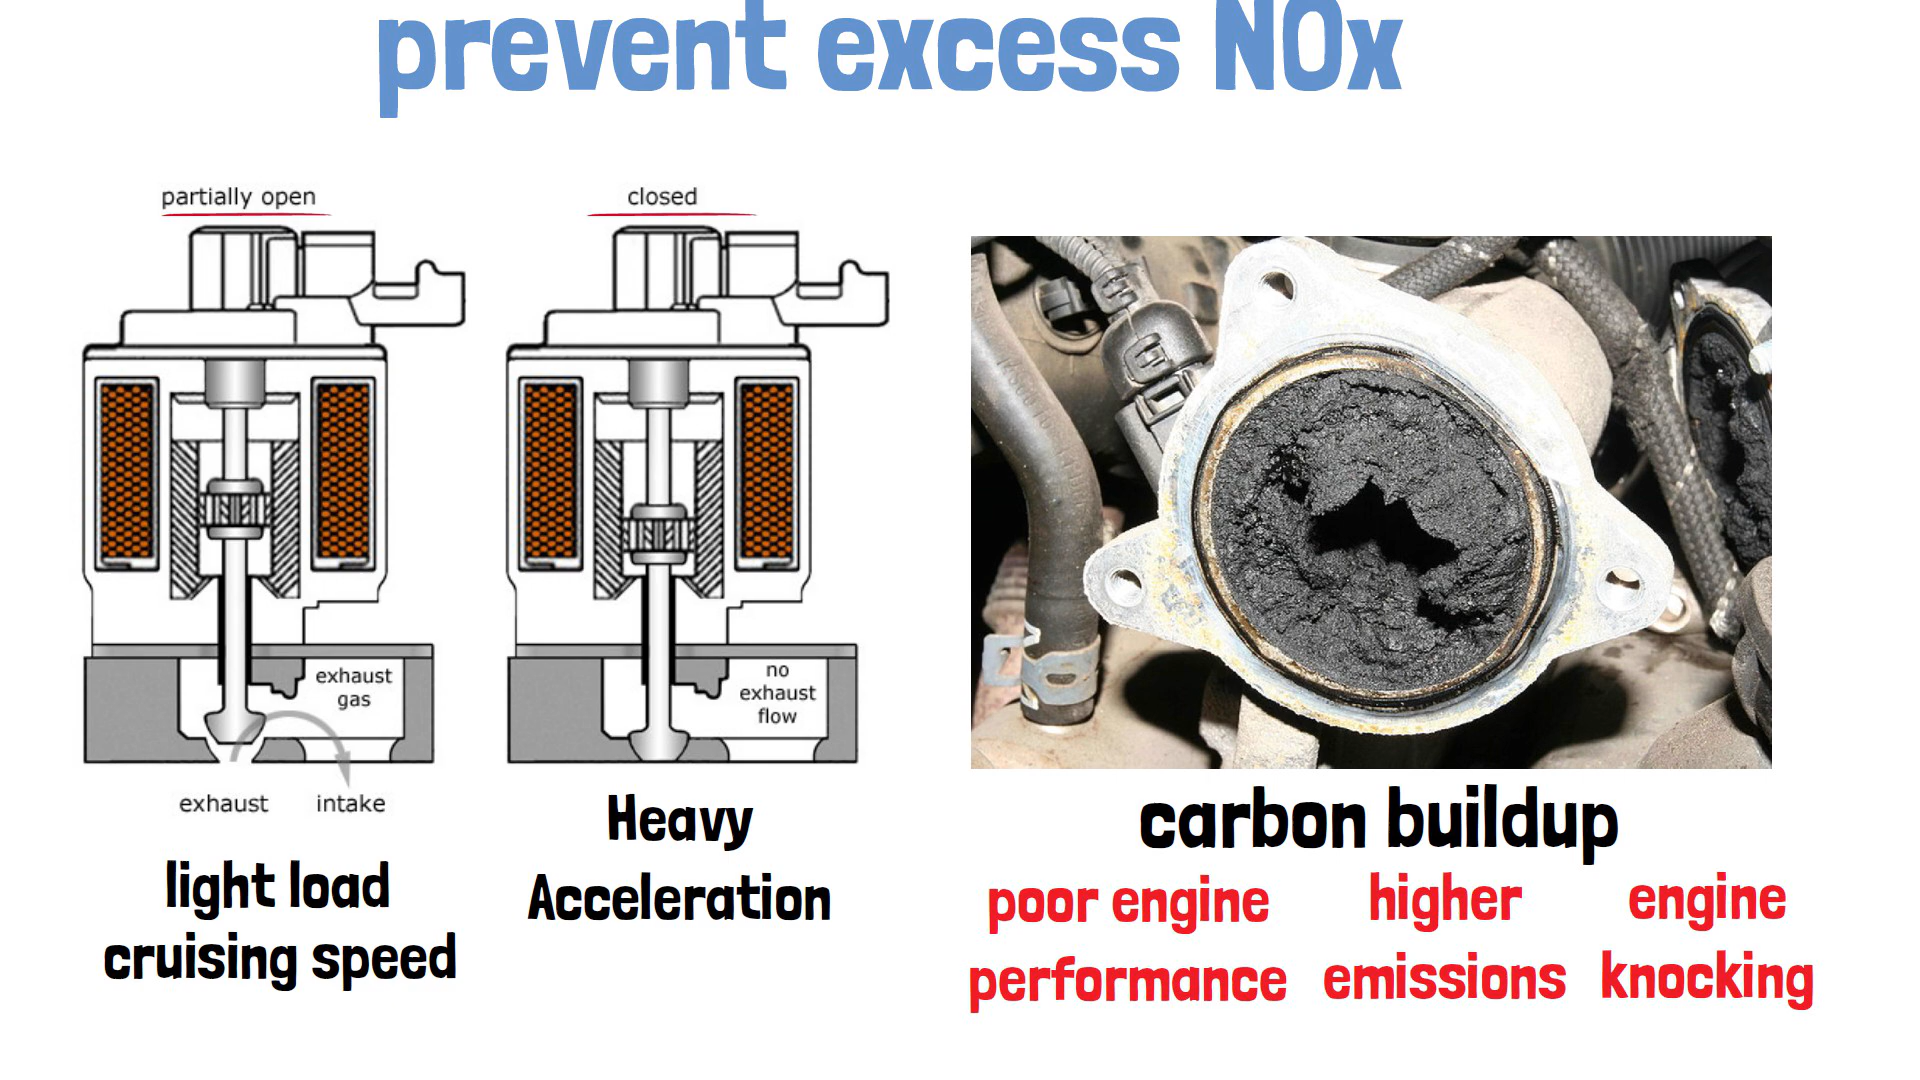 prevent excess NOx
partially open
closed
exhaust
gas
no
exhaust
flow
exhaust
intake
light load
cruising speed
Heavy
Acceleration
carbon buildup
poor engine
performance
higher
emissions
engine
knocking